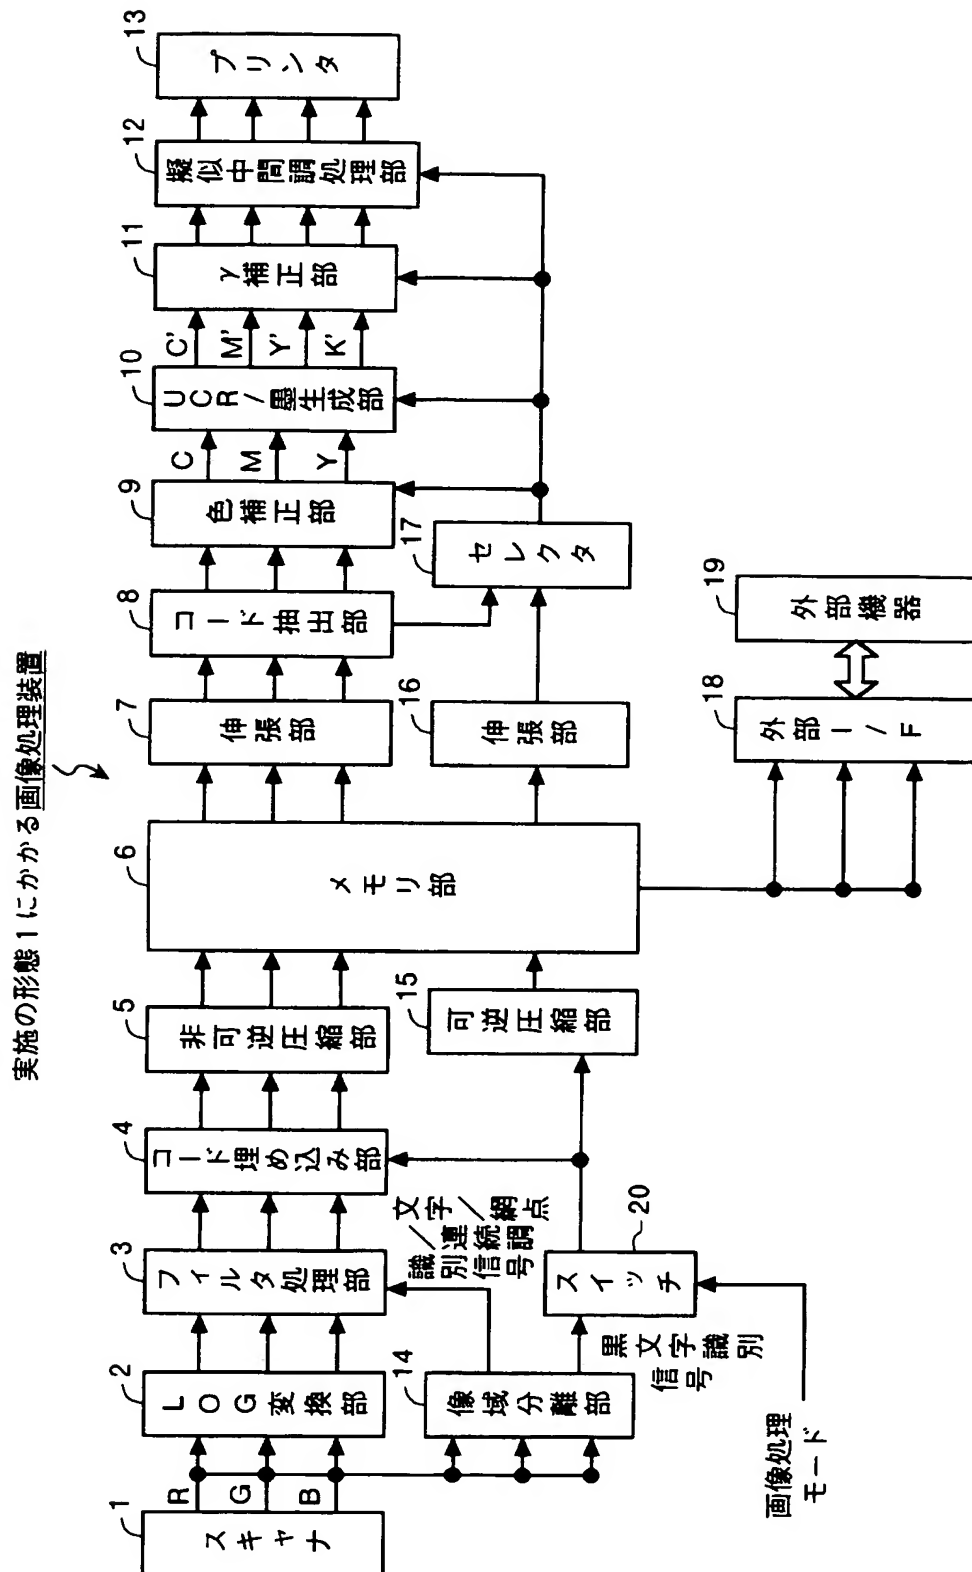 実施の形態1にかかる画像処理装置
1
スキャナ
R
G
B
2
LOG変換部
3
フィルタ処理部
4
コード埋め込み部
5
非可逆圧縮部
6
メモリ部
7
伸張部
8
コード抽出部
9
色補正部
C
M
Y
10
UCR/墨生成部
C'
M'
Y'
K'
11
γ補正部
12
擬似中間調処理部
13
プリンタ
14
像域分離部
文字/網点
/連続調
識別信号
黒文字識別
信号
20
スイッチ
画像処理
モード
15
可逆圧縮部
16
伸張部
17
セレクタ
18
外部I/F
19
外部機器